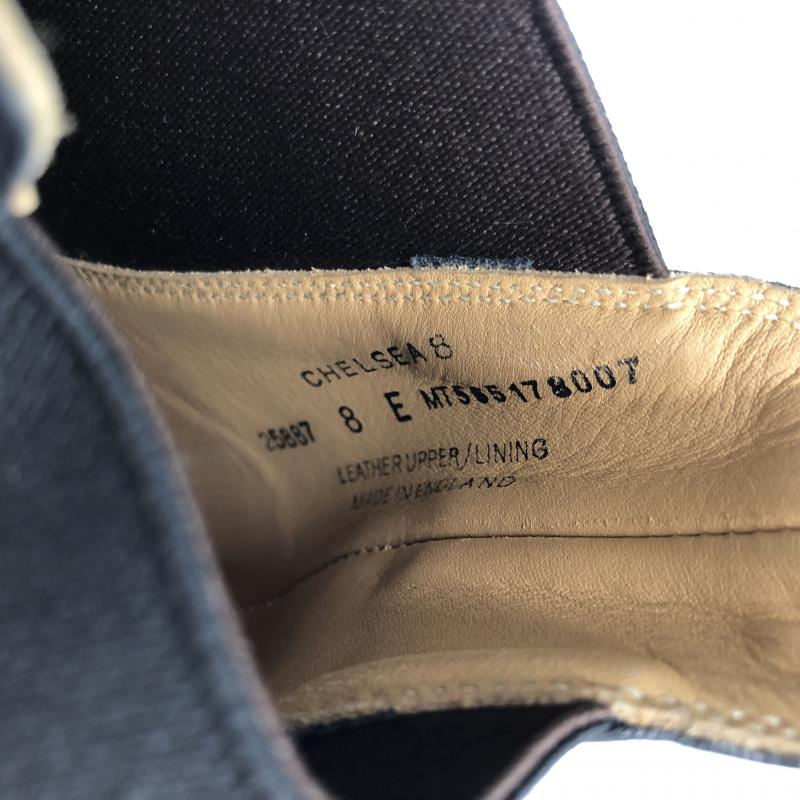 CHELSEA 8
25887 8 E MT585178007
LEATHER UPPER/LINING
MADE IN ENGLAND